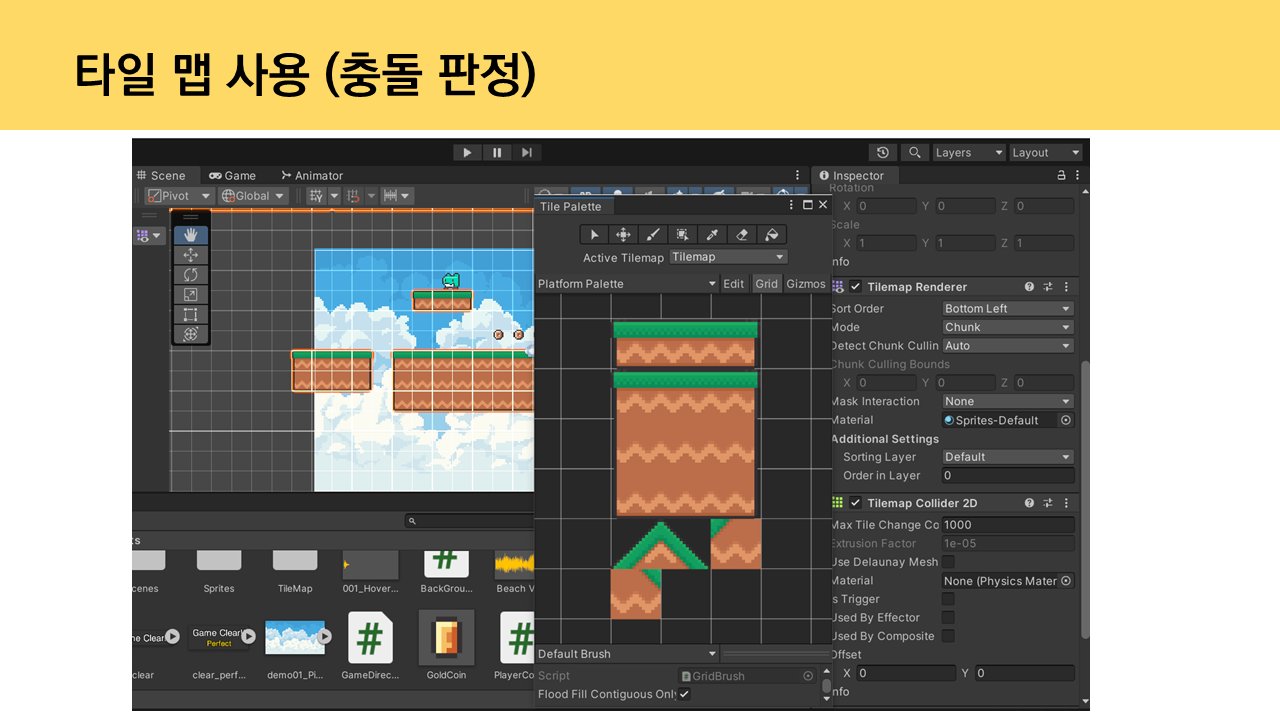 타일 맵 사용 (충돌 판정)
Layers
Layout
Scene
Game
Animator
Inspector
Pivot
Global
Rotation
X 0 Y 0 Z 0
Scale
X 1 Y 1 Z 1
nfo
Tile Palette
Active Tilemap Tilemap
Platform Palette
Edit
Grid
Gizmos
Tilemap Renderer
Sort Order Bottom Left
Mode Chunk
Detect Chunk Cullin Auto
Chunk Culling Bounds
X 0 Y 0 Z 0
Mask Interaction None
Material Sprites-Default
Additional Settings
Sorting Layer Default
Order in Layer 0
Tilemap Collider 2D
Max Tile Change Co 1000
Extrusion Factor 1e-05
Use Delaunay Mesh
Material None (Physics Mater
s Trigger
Used By Effector
Used By Composite
Offset
X 0 Y 0
nfo
ts
cenes
Sprites
TileMap
001_Hover...
BackGrou...
Beach V
ne Clear
Game Clear!
Perfect
clear
clear_perf...
demo01_Pi...
GameDirec...
GoldCoin
PlayerCo
Default Brush
Script GridBrush
Flood Fill Contiguous Only